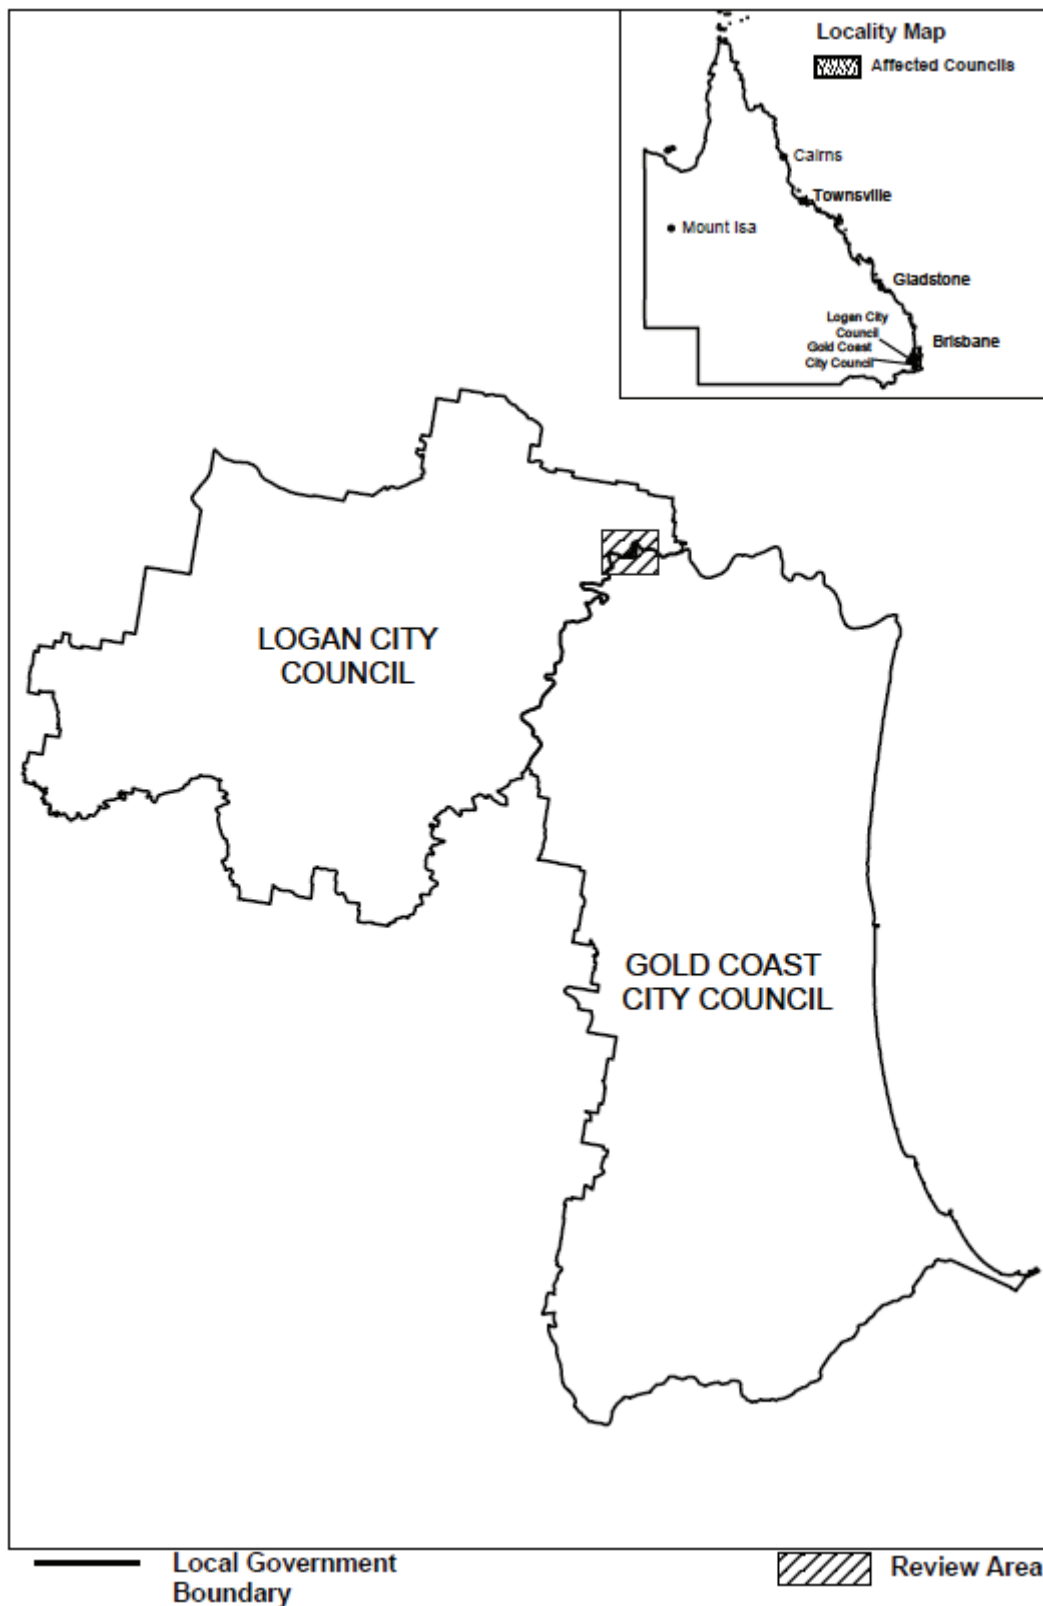 Locality Map
Affected Councils
Cairns
Townsville
Mount Isa
Gladstone
Logan City
Council
Gold Coast
City Council
Brisbane
LOGAN CITY
COUNCIL
GOLD COAST
CITY COUNCIL
Local Government
Boundary
Review Area